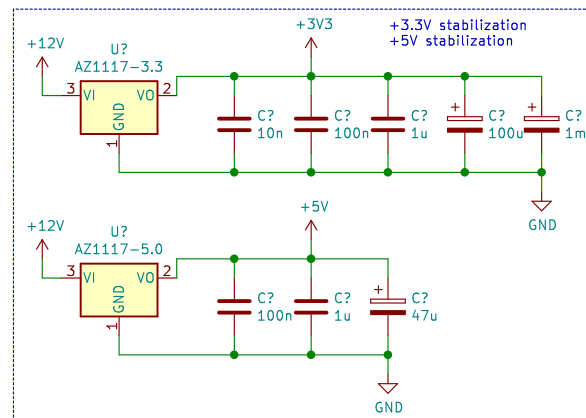 +3.3V stabilization
+5V stabilization
+12V
+3V3
U?
AZ1117-3.3
3 VI VO 2
GND
1
C?
10n
C?
100n
C?
1u
+
C?
100u
+
C?
1m
GND
+12V
+5V
U?
AZ1117-5.0
3 VI VO 2
GND
1
C?
100n
C?
1u
+
C?
47u
GND